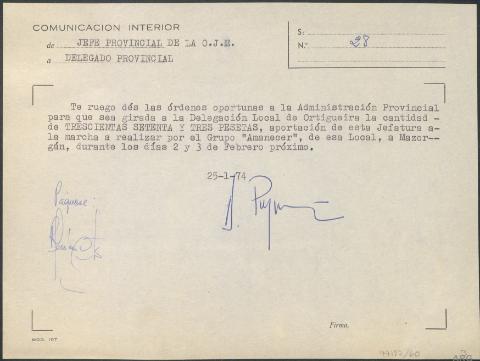 COMUNICACION INTERIOR
de JEFE PROVINCIAL DE LA O.J.E.
a DELEGADO PROVINCIAL
S:
N.° 28
Te ruego dés las órdenes oportunas a la Administración Provincial
para que sea girada a la Delegación Local de Ortigueira la cantidad -
de TRESCIENTAS SETENTA Y TRES PESETAS, aportación de esta Jefatura a-
la marcha a realizar por el Grupo "Amanecer", de esa Local, a Mazor--
gán, durante los días 2 y 3 de Febrero próximo.
25-1-74
Páguese
Firma.
MOD. 107